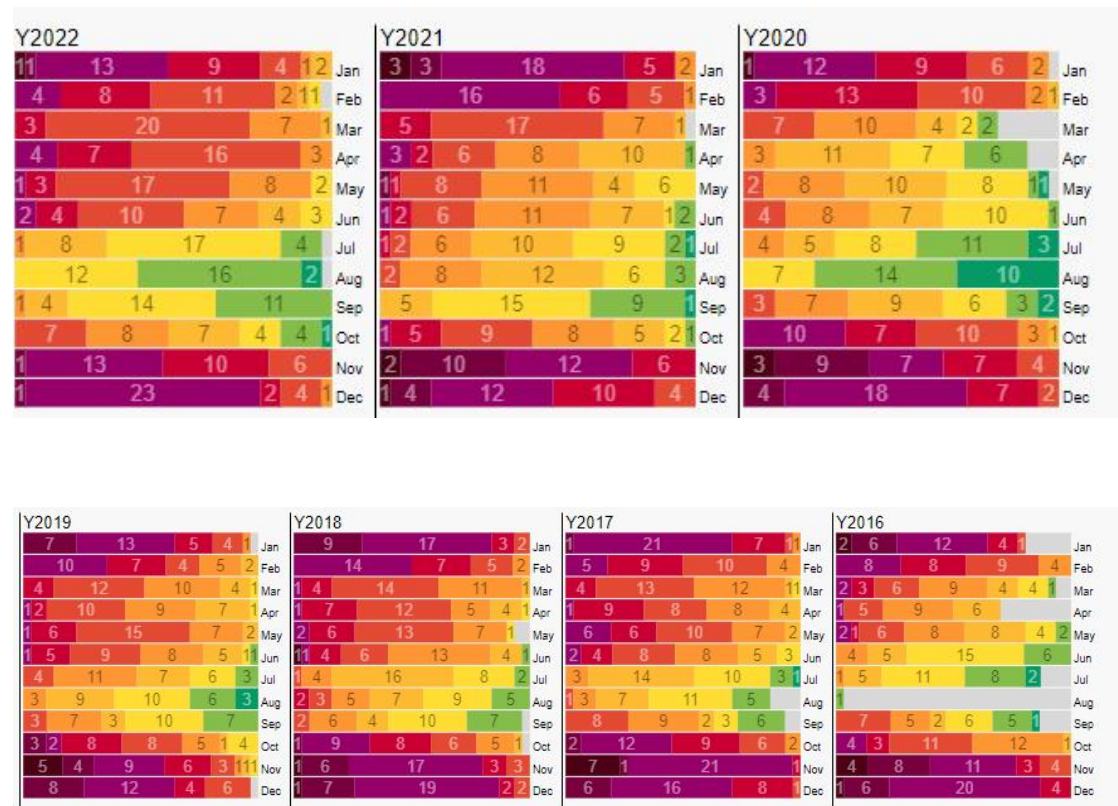 Y2022 Y2021 Y2020
1 1 13 9 4 1 2 Jan 3 3 18 5 2 Jan 1 12 9 6 2 Jan
4 8 11 2 1 1 Feb 16 6 5 1 Feb 3 13 10 2 1 Feb
3 20 7 1 Mar 5 17 7 1 Mar 7 10 4 2 2 Mar
4 7 16 3 Apr 3 2 6 8 10 1 Apr 3 11 7 6 Apr
1 3 17 8 2 May 1 1 8 11 4 6 May 2 8 10 8 1 1 May
2 4 10 7 4 3 Jun 1 2 6 11 7 1 2 Jun 4 8 7 10 1 Jun
1 8 17 4 Jul 1 2 6 10 9 2 1 Jul 4 5 8 11 3 Jul
12 16 2 Aug 2 8 12 6 3 Aug 7 14 10 Aug
1 4 14 11 Sep 5 15 9 1 Sep 3 7 9 6 3 2 Sep
7 8 7 4 4 1 Oct 1 5 9 8 5 2 1 Oct 10 7 10 3 1 Oct
1 13 10 6 Nov 2 10 12 6 Nov 3 9 7 7 4 Nov
1 23 2 4 1 Dec 1 4 12 10 4 Dec 4 18 7 2 Dec
Y2019 Y2018 Y2017 Y2016
7 13 5 4 1 Jan 9 17 3 2 Jan 1 21 7 1 1 Jan 2 6 12 4 1 Jan
10 7 4 5 2 Feb 14 7 5 2 Feb 5 9 10 4 Feb 8 8 9 4 Feb
4 12 10 4 1 Mar 1 4 14 11 1 Mar 4 13 12 1 1 Mar 2 3 6 9 4 4 1 Mar
1 2 10 9 7 1 Apr 1 7 12 5 4 1 Apr 1 9 8 8 4 Apr 1 5 9 6 Apr
1 6 15 7 2 May 2 6 13 7 1 May 6 6 10 7 2 May 2 1 6 8 8 4 2 May
1 5 9 8 5 1 1 Jun 1 1 4 6 13 4 1 Jun 2 4 8 8 5 3 Jun 4 5 15 6 Jun
4 11 7 6 3 Jul 1 4 16 8 2 Jul 3 14 10 3 1 Jul 1 5 11 8 2 Jul
3 9 10 6 3 Aug 2 3 5 7 9 5 Aug 1 3 7 11 5 Aug 1 Aug
3 7 3 10 7 Sep 2 6 4 10 7 Sep 8 9 2 3 6 Sep 7 5 2 6 5 1 Sep
3 2 8 8 5 1 4 Oct 1 9 8 6 5 1 Oct 2 12 9 6 2 Oct 4 3 11 12 1 Oct
5 4 9 6 3 1 1 1 Nov 1 6 17 3 3 Nov 7 1 21 1 Nov 4 8 11 3 4 Nov
8 12 4 6 Dec 1 7 19 2 2 Dec 6 16 8 1 Dec 1 6 20 4 Dec